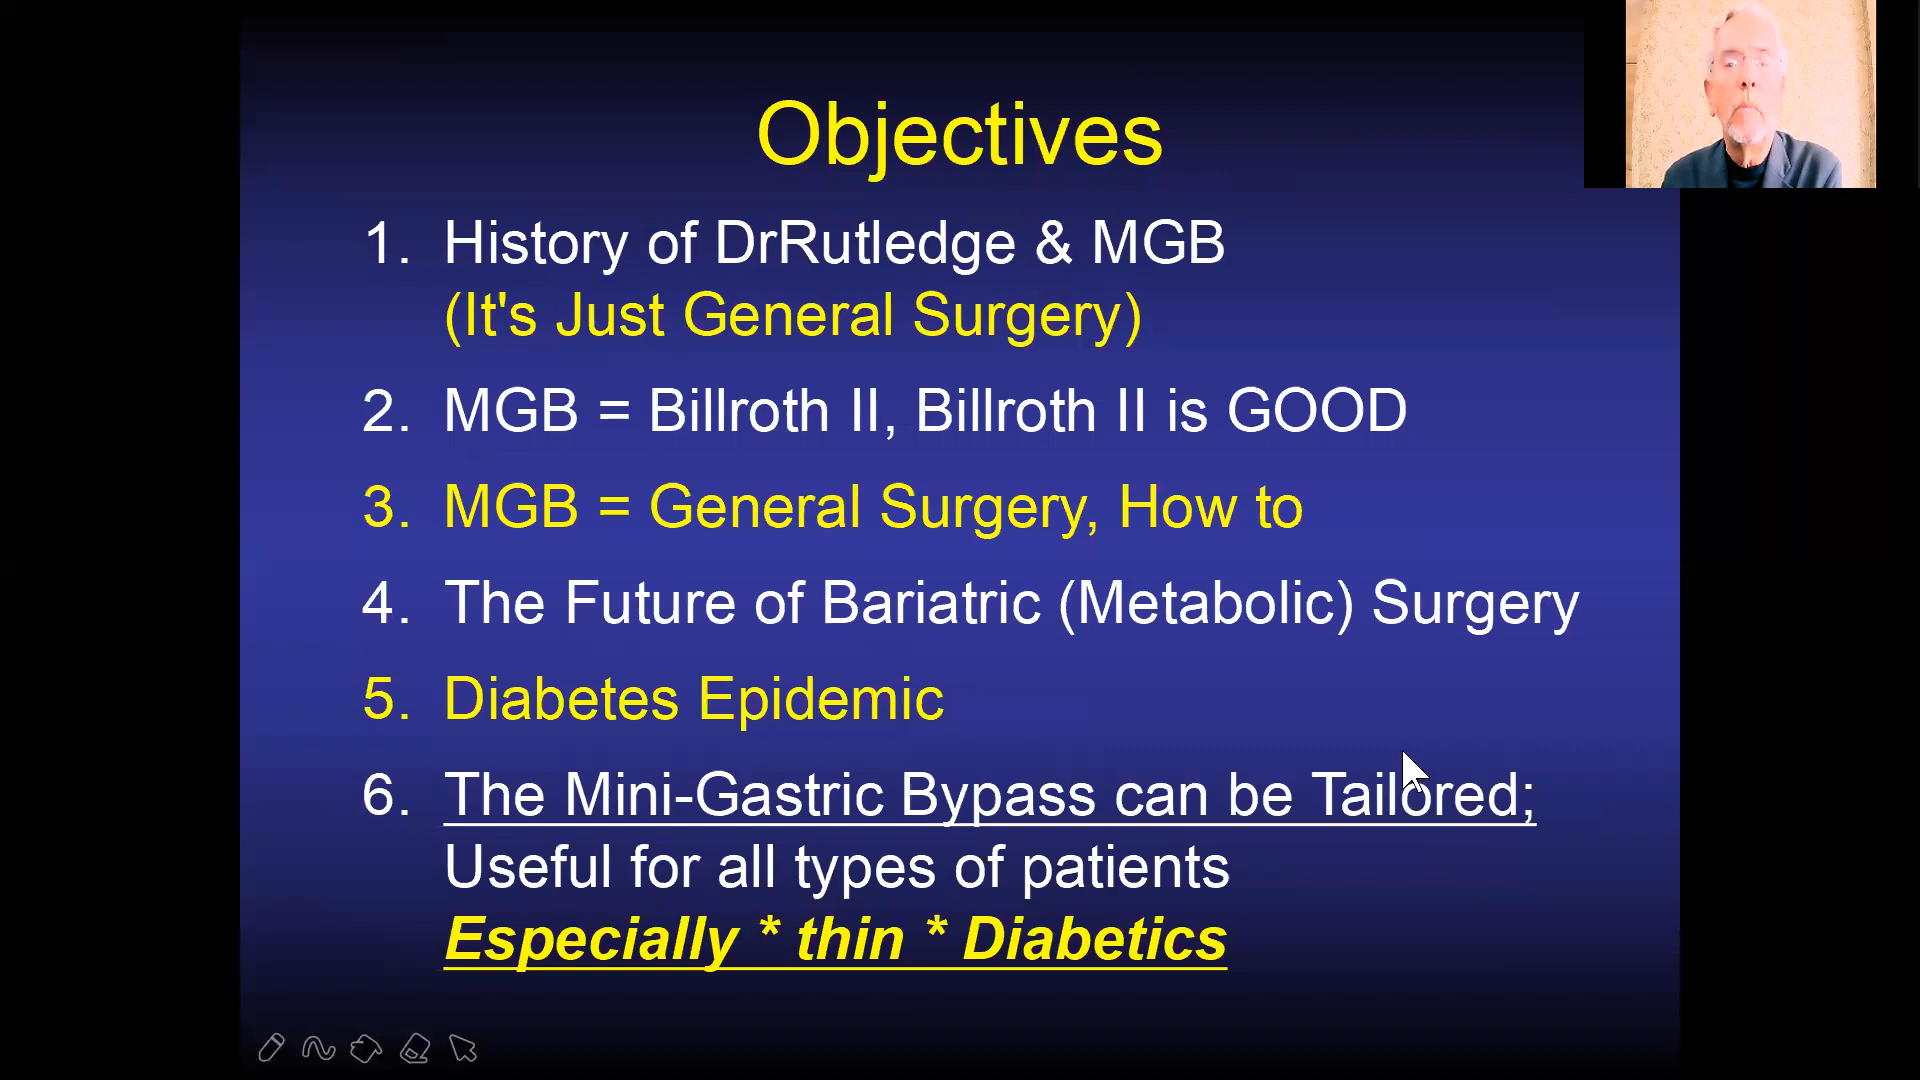 Objectives
1. History of DrRutledge & MGB
(It's Just General Surgery)
2. MGB = Billroth II, Billroth II is GOOD
3. MGB = General Surgery, How to
4. The Future of Bariatric (Metabolic) Surgery
5. Diabetes Epidemic
6. The Mini-Gastric Bypass can be Tailored;
Useful for all types of patients
Especially * thin * Diabetics